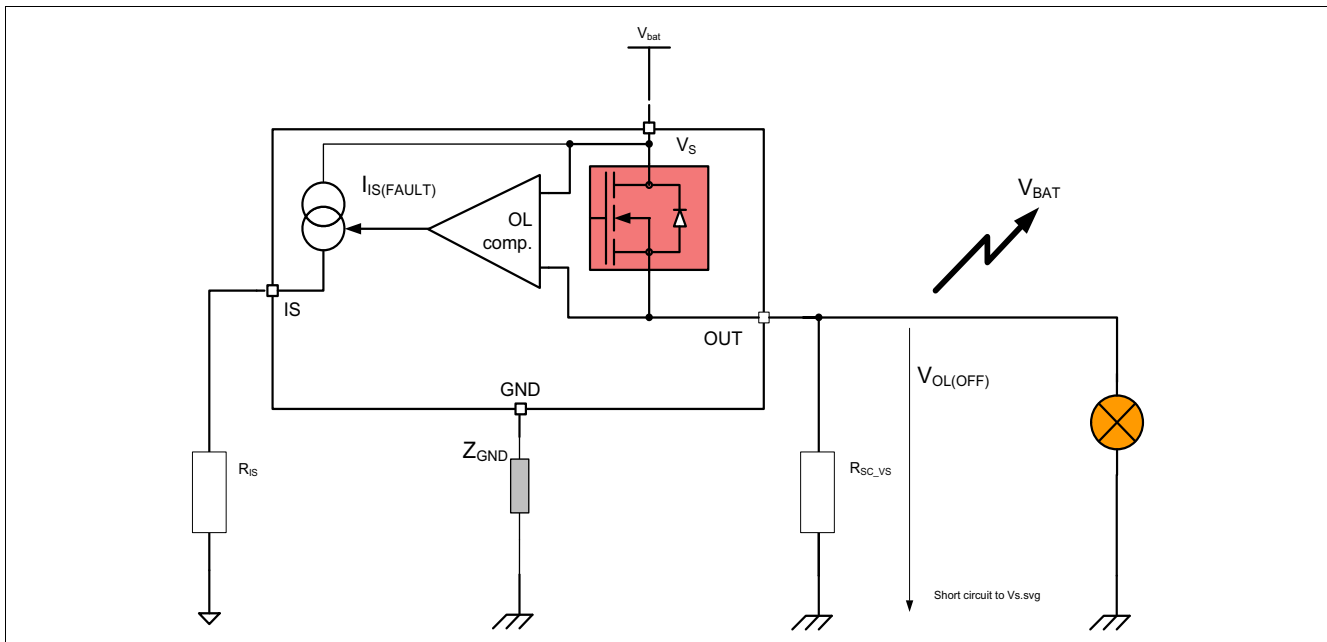 Vbat
VS
IIS(FAULT)
OL
comp.
VBAT
IS
OUT
VOL(OFF)
GND
ZGND
RIS
RSC_VS
Short circuit to Vs.svg